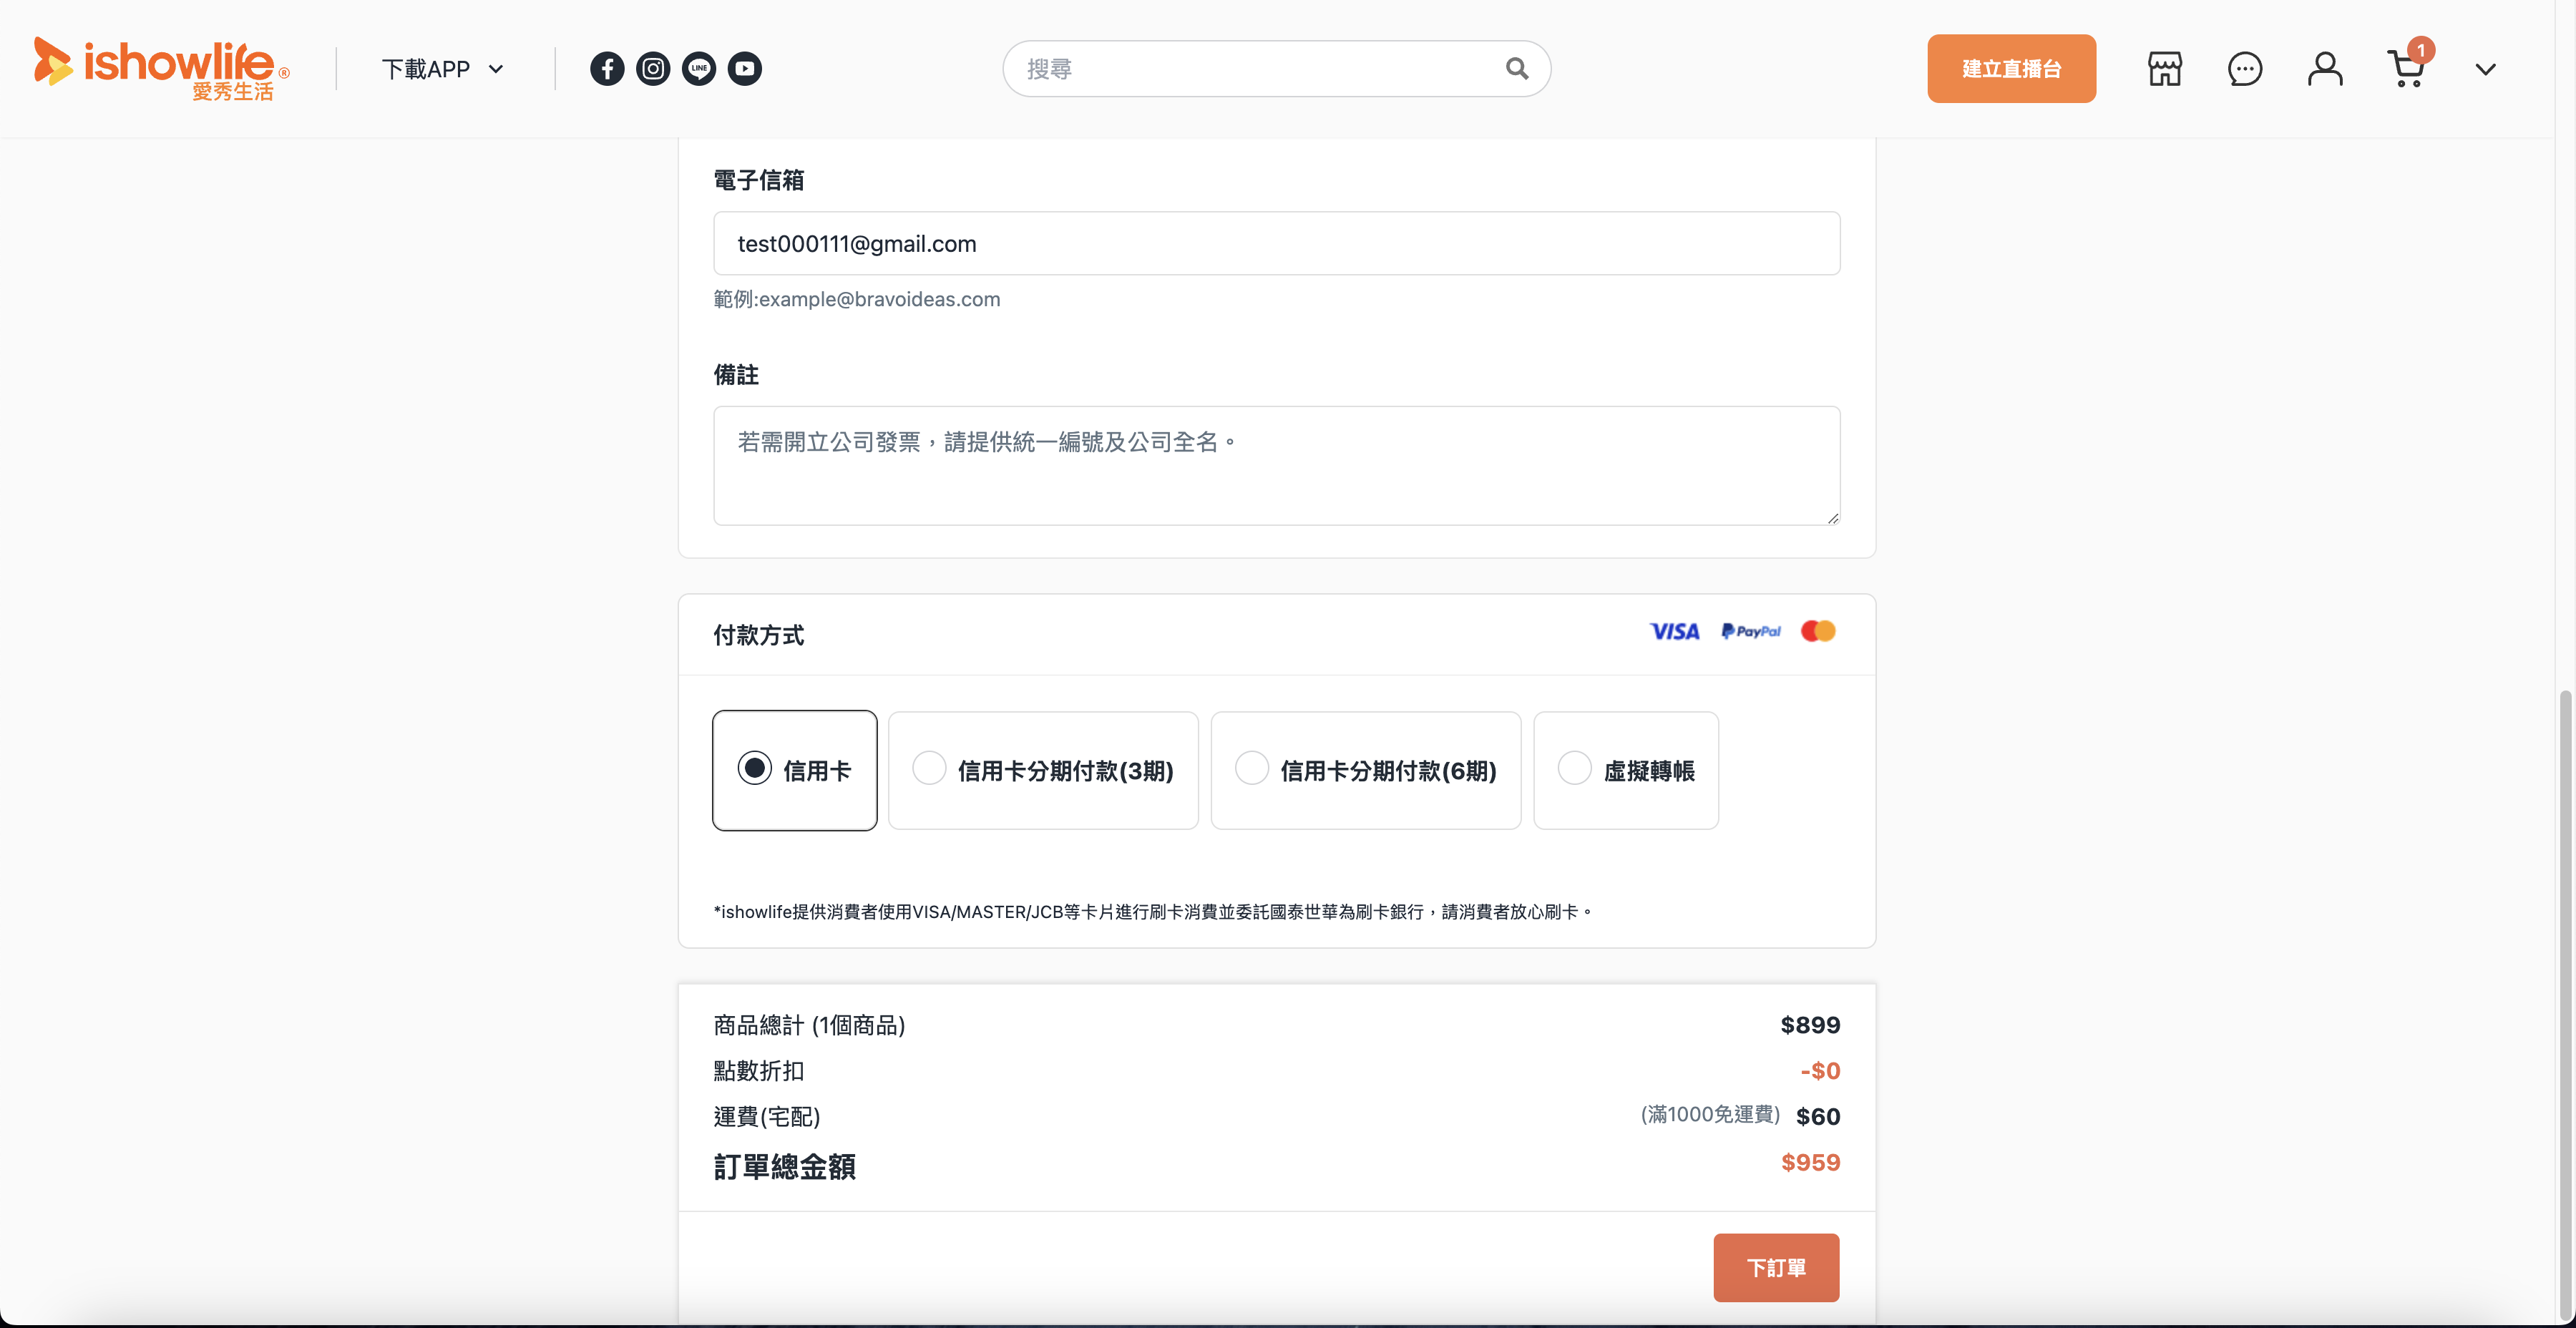 ishowlife®
愛秀生活
下載APP
LINE
搜尋
建立直播台
1
電子信箱
test000111@gmail.com
範例:example@bravoideas.com
備註
若需開立公司發票，請提供統一編號及公司全名。
付款方式
VISA PayPal
信用卡
信用卡分期付款(3期)
信用卡分期付款(6期)
虛擬轉帳
*ishowlife提供消費者使用VISA/MASTER/JCB等卡片進行刷卡消費並委託國泰世華為刷卡銀行，請消費者放心刷卡。
商品總計 (1個商品) $899
點數折扣 -$0
運費(宅配) (滿1000免運費) $60
訂單總金額 $959
下訂單